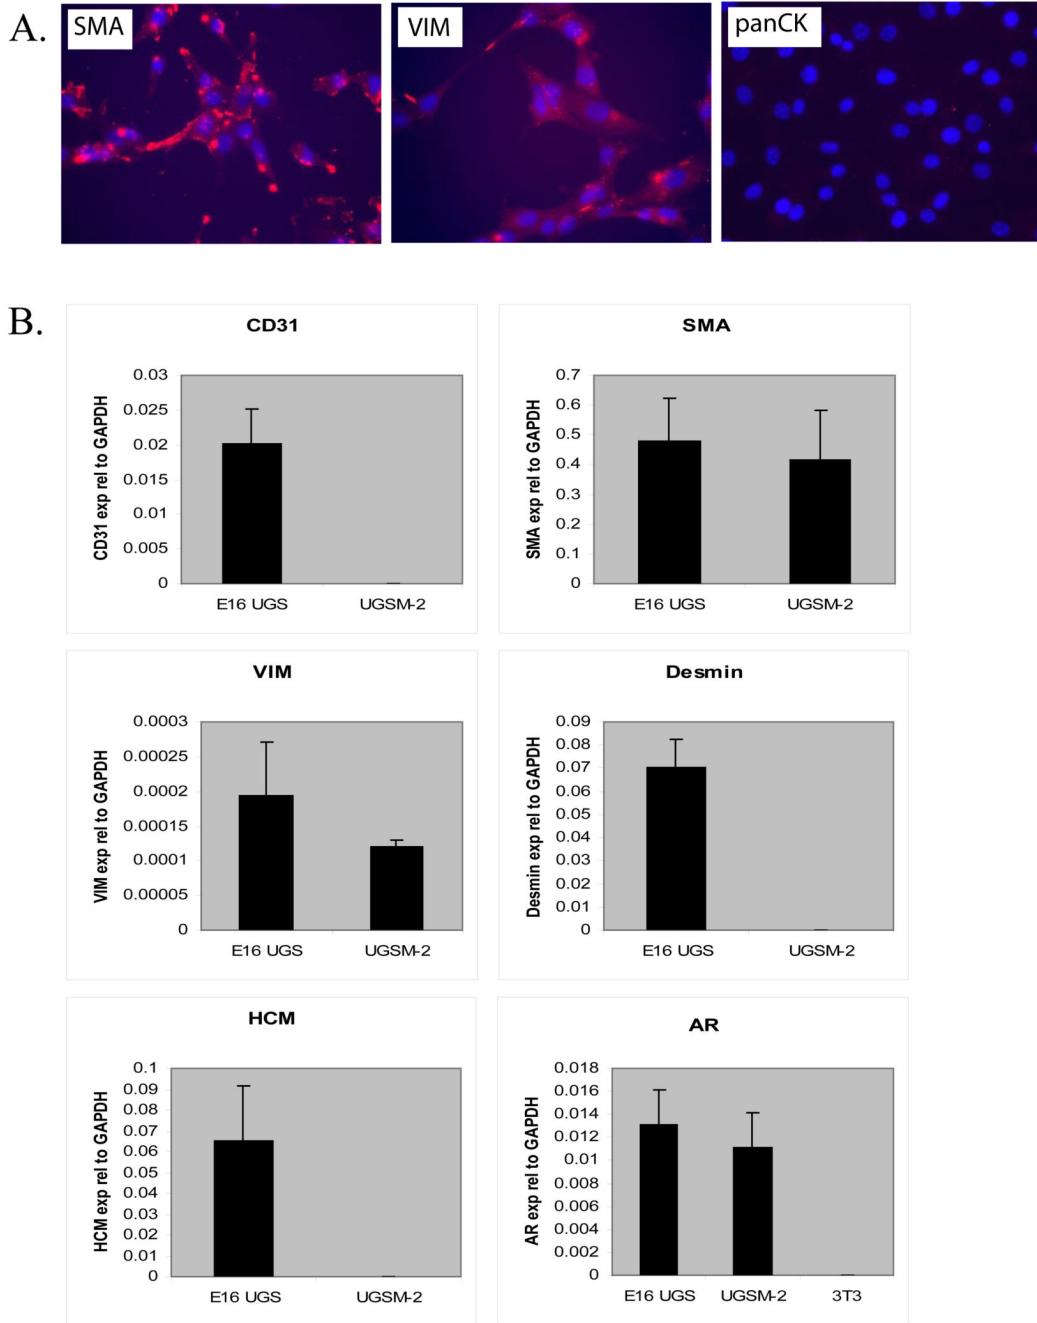 A.
SMA
VIM
panCK
B.
CD31
CD31 exp rel to GAPDH
0.03
0.025
0.02
0.015
0.01
0.005
0
E16 UGS
UGSM-2
SMA
SMA exp rel to GAPDH
0.7
0.6
0.5
0.4
0.3
0.2
0.1
0
E16 UGS
UGSM-2
VIM
VIM exp rel to GAPDH
0.0003
0.00025
0.0002
0.00015
0.0001
0.00005
0
E16 UGS
UGSM-2
Desmin
Desmin exp rel to GAPDH
0.09
0.08
0.07
0.06
0.05
0.04
0.03
0.02
0.01
0
E16 UGS
UGSM-2
HCM
HCM exp rel to GAPDH
0.1
0.09
0.08
0.07
0.06
0.05
0.04
0.03
0.02
0.01
0
E16 UGS
UGSM-2
AR
AR exp rel to GAPDH
0.018
0.016
0.014
0.012
0.01
0.008
0.006
0.004
0.002
0
E16 UGS
UGSM-2
3T3